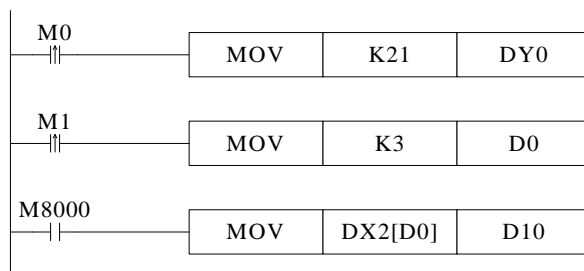 M0
MOV K21 DY0
M1
MOV K3 D0
M8000
MOV DX2[D0] D10